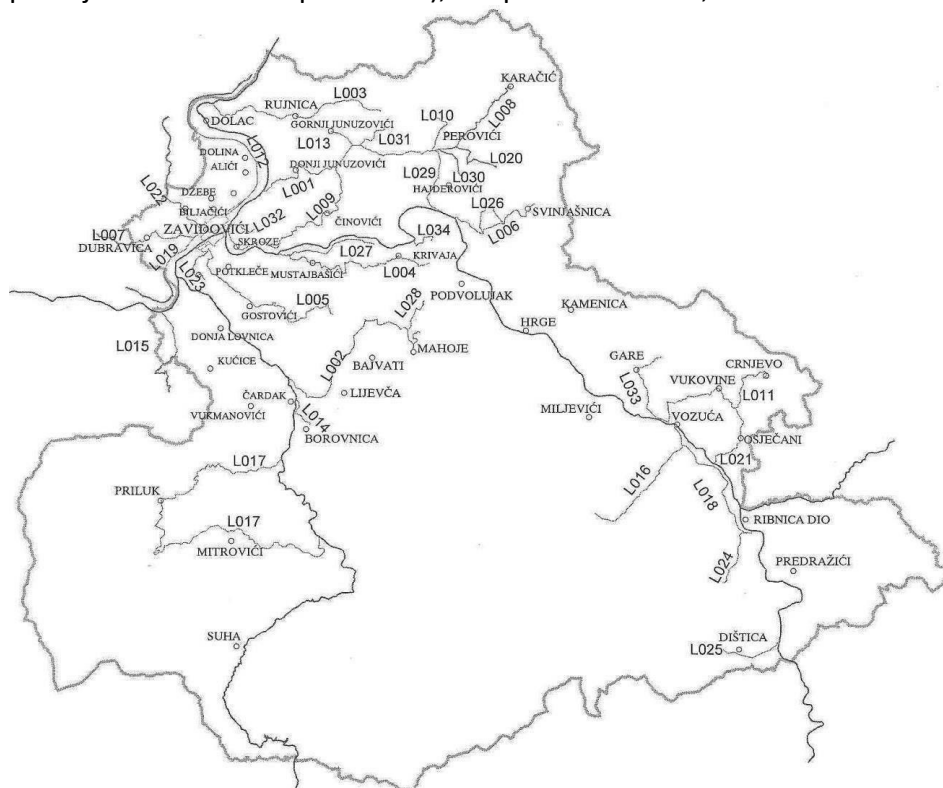 KARAČIĆ
L003
RUJNICA
L010
L008
DOLAC
GORNJI JUNUZOVIĆI
L031
PEROVIĆI
L013
L012
DOLINA
ALIĆI
DONJI JUNUZOVIĆI
L020
L001
L029
L030
HAJDEROVIĆI
L022
DŽEBE
BILJAČIĆI
L032
L009
ČINOVIĆI
L026
SVINJAŠNICA
L006
ZAVIDOVIĆI
L007
DUBRAVICA
L019
SKROZE
L034
L027
KRIVAJA
L023
POTKLEČE
MUSTAJBAŠIĆI
L004
L005
GOSTOVIĆI
L028
PODVOLUJAK
KAMENICA
HRGE
L015
DONJA LOVNICA
L002
MAHOJE
BAJVATI
KUĆICE
GARE
CRNJEVO
VUKOVINE
L033
L011
LIJEVČA
ČARDAK
VUKMANOVIĆI
L014
BOROVNICA
MILJEVIĆI
VOZUĆA
OSJEČANI
L021
L017
L016
L018
PRILUK
L017
MITROVIĆI
RIBNICA DIO
L024
PREDRAŽIĆI
SUHA
DIŠTICA
L025